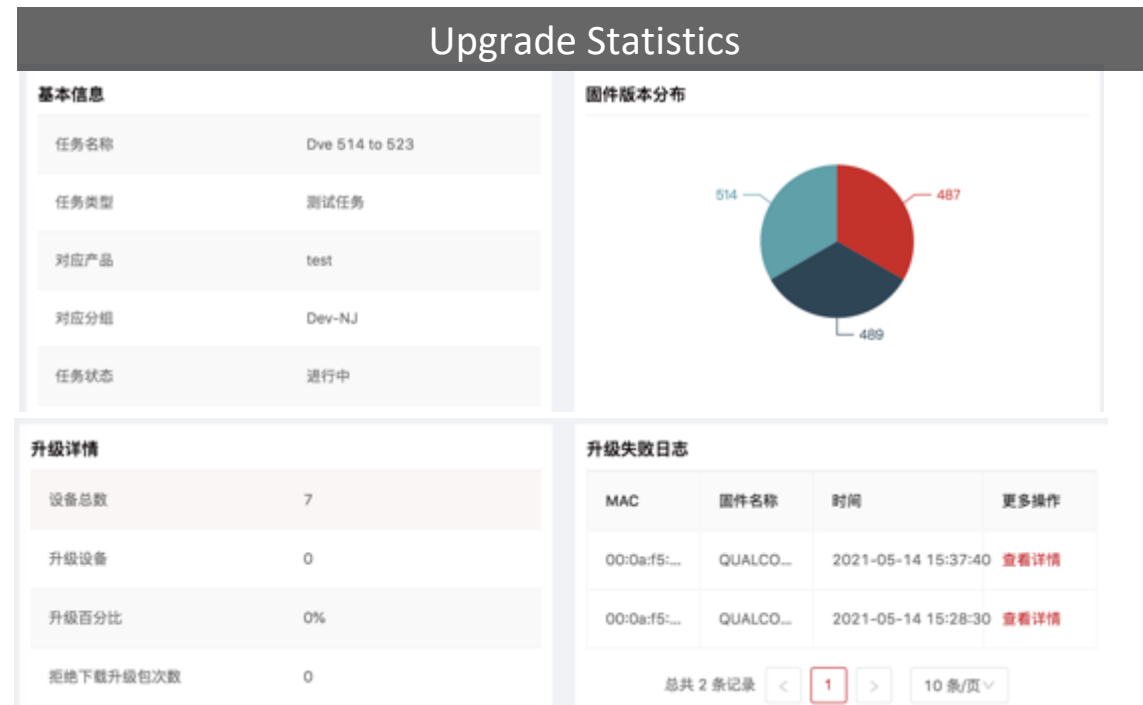 Upgrade Statistics
基本信息
任务名称 Dve 514 to 523
任务类型 测试任务
对应产品 test
对应分组 Dev-NJ
任务状态 进行中
固件版本分布
514
487
489
升级详情
设备总数 7
升级设备 0
升级百分比 0%
拒绝下载升级包次数 0
升级失败日志
MAC 固件名称 时间 更多操作
00:0a:f5:... QUALCO... 2021-05-14 15:37:40 查看详情
00:0a:f5:... QUALCO... 2021-05-14 15:28:30 查看详情
总共 2 条记录 < 1 > 10 条/页